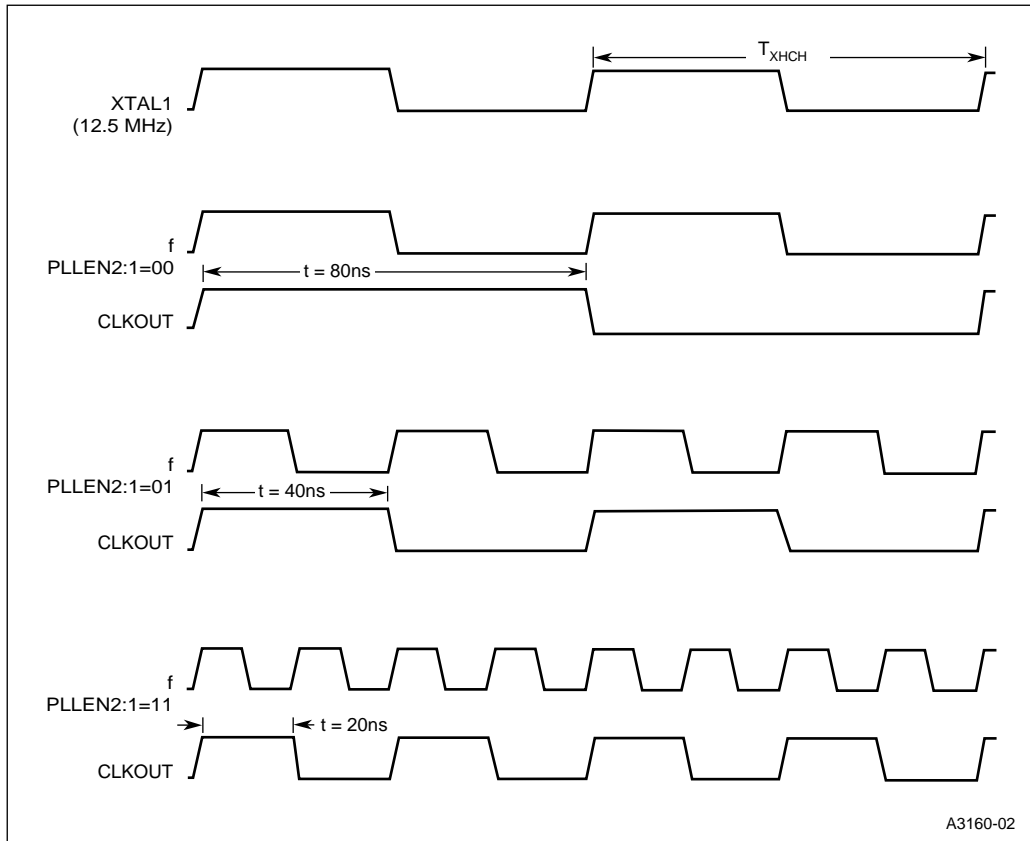 T_XHCH
XTAL1
(12.5 MHz)
f
PLLEN2:1=00
t = 80ns
CLKOUT
f
PLLEN2:1=01
t = 40ns
CLKOUT
f
PLLEN2:1=11
t = 20ns
CLKOUT
A3160-02